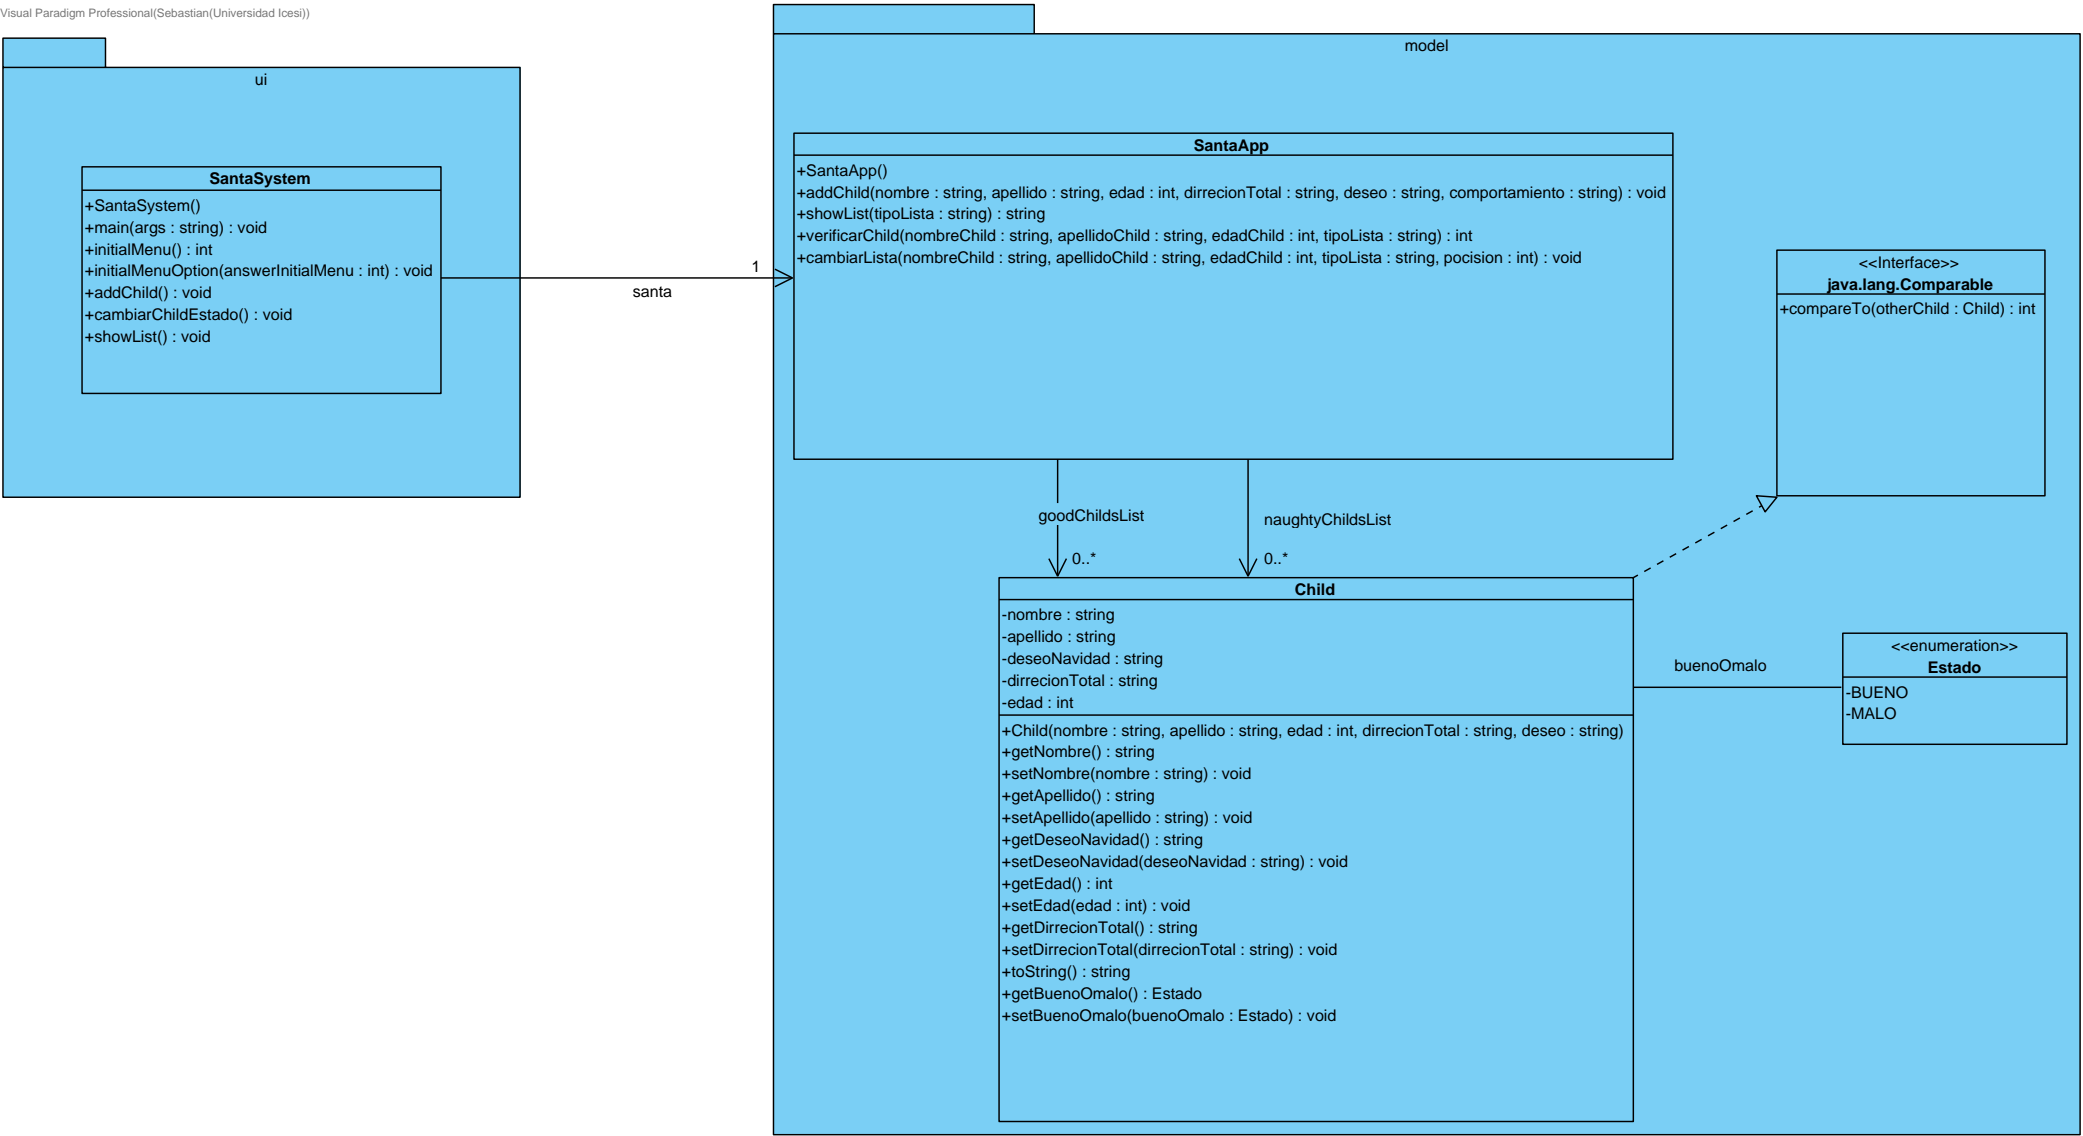 Visual Paradigm Professional(Sebastian(Universidad Icesi))
ui
SantaSystem
+SantaSystem()
+main(args : string) : void
+initialMenu() : int
+initialMenuOption(answerInitialMenu : int) : void
+addChild() : void
+cambiarChildEstado() : void
+showList() : void
1
santa
model
SantaApp
+SantaApp()
+addChild(nombre : string, apellido : string, edad : int, dirrecionTotal : string, deseo : string, comportamiento : string) : void
+showList(tipoLista : string) : string
+verificarChild(nombreChild : string, apellidoChild : string, edadChild : int, tipoLista : string) : int
+cambiarLista(nombreChild : string, apellidoChild : string, edadChild : int, tipoLista : string, pocision : int) : void
<<Interface>>
java.lang.Comparable
+compareTo(otherChild : Child) : int
goodChildsList
0..*
naughtyChildsList
0..*
Child
-nombre : string
-apellido : string
-deseoNavidad : string
-dirrecionTotal : string
-edad : int
+Child(nombre : string, apellido : string, edad : int, dirrecionTotal : string, deseo : string)
+getNombre() : string
+setNombre(nombre : string) : void
+getApellido() : string
+setApellido(apellido : string) : void
+getDeseoNavidad() : string
+setDeseoNavidad(deseoNavidad : string) : void
+getEdad() : int
+setEdad(edad : int) : void
+getDirrecionTotal() : string
+setDirrecionTotal(dirrecionTotal : string) : void
+toString() : string
+getBuenoOmalo() : Estado
+setBuenoOmalo(buenoOmalo : Estado) : void
buenoOmalo
<<enumeration>>
Estado
-BUENO
-MALO